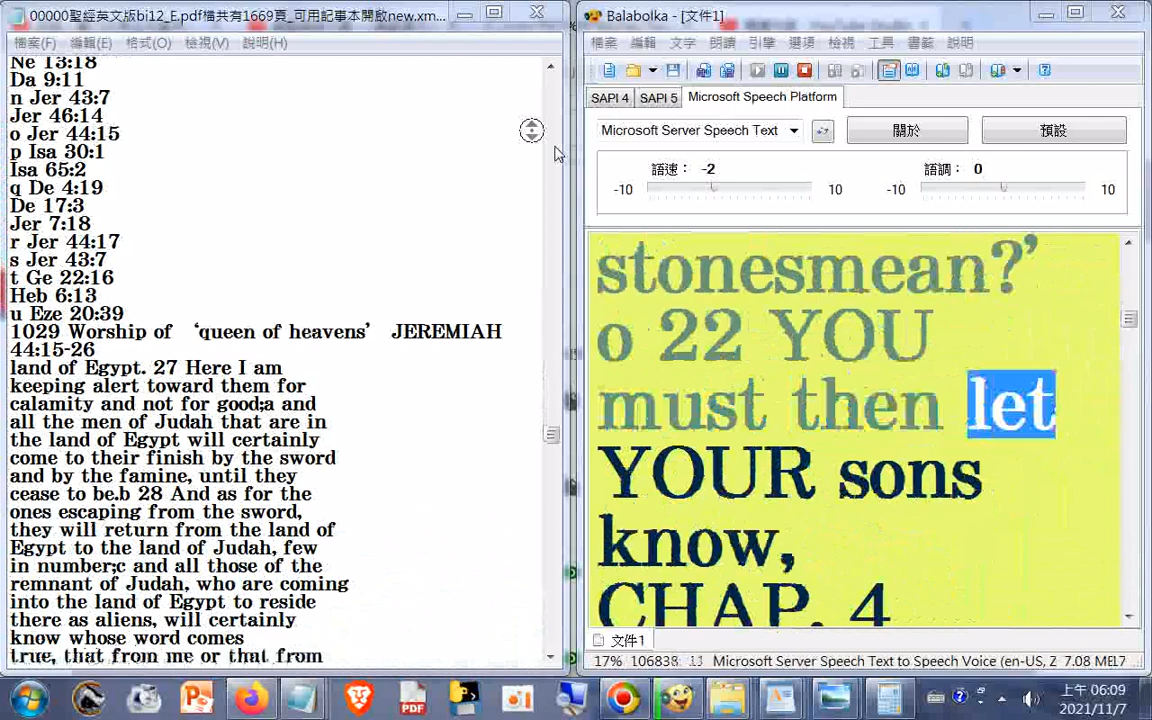 00000聖經英文版bi12_E.pdf檔共有1669頁_可用記事本開啟new.xm...
檔案(F) 編輯(E) 格式(O) 檢視(V) 說明(H)
Ne 13:18
Da 9:11
n Jer 43:7
Jer 46:14
o Jer 44:15
p Isa 30:1
Isa 65:2
q De 4:19
De 17:3
Jer 7:18
r Jer 44:17
s Jer 43:7
t Ge 22:16
Heb 6:13
u Eze 20:39
1029 Worship of ‘queen of heavens’ JEREMIAH
44:15-26
land of Egypt. 27 Here I am
keeping alert toward them for
calamity and not for good;a and
all the men of Judah that are in
the land of Egypt will certainly
come to their finish by the sword
and by the famine, until they
cease to be.b 28 And as for the
ones escaping from the sword,
they will return from the land of
Egypt to the land of Judah, few
in number;c and all those of the
remnant of Judah, who are coming
into the land of Egypt to reside
there as aliens, will certainly
know whose word comes
true, that from me or that from
Balabolka - [文件1]
檔案 編輯 文字 朗讀 引擎 選項 檢視 工具 書籤 說明
SAPI 4 SAPI 5 Microsoft Speech Platform
Microsoft Server Speech Text 關於 預設
語速： -2 語調： 0
-10 10 -10 10
stonesmean?’
o 22 YOU
must then let
YOUR sons
know,
CHAP. 4
文件1
17% 106838 Microsoft Server Speech Text to Speech Voice (en-US, Z 7.08 ME
PDF
上午 06:09
2021/11/7